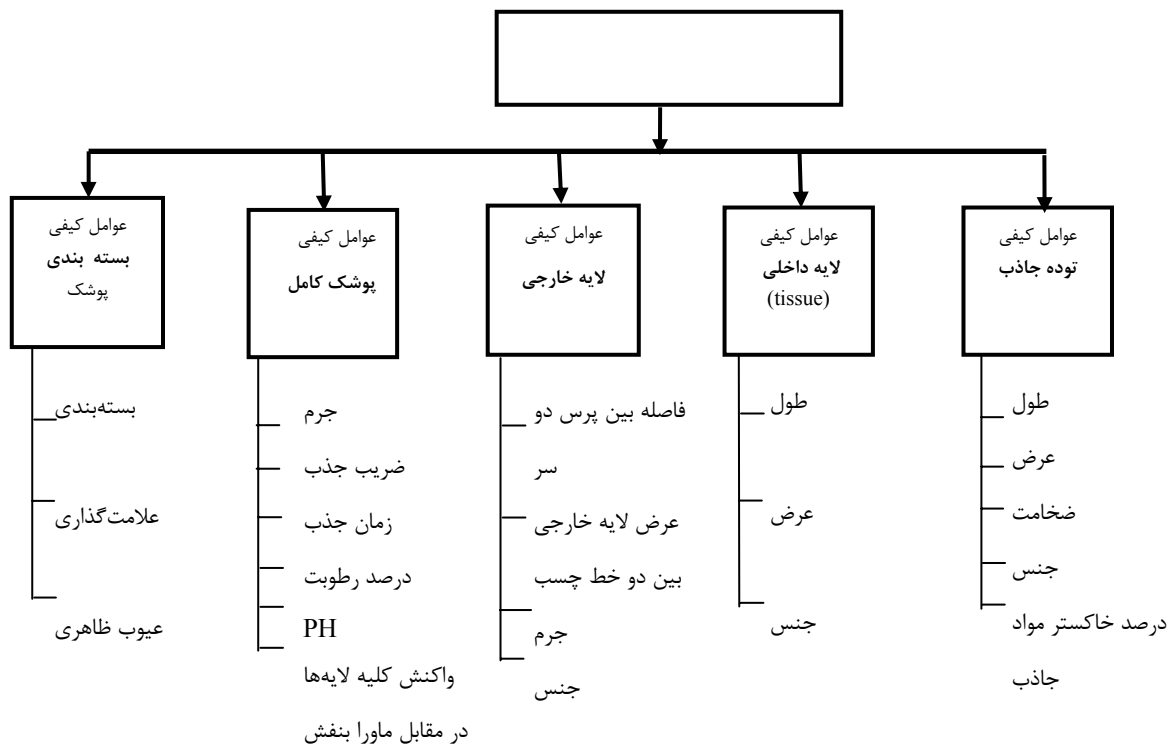 عوامل کیفی
توده جاذب
طول
عرض
ضخامت
جنس
درصد خاکستر مواد
جاذب
عوامل کیفی
لایه داخلی
(tissue)
طول
عرض
جنس
عوامل کیفی
لایه خارجی
فاصله بین پرس دو
سر
عرض لایه خارجی
بین دو خط چسب
جرم
جنس
عوامل کیفی
پوشک کامل
جرم
ضریب جذب
زمان جذب
درصد رطوبت
PH
واکنش کلیه لایه‌ها
در مقابل ماورا بنفش
عوامل کیفی
بسته بندی
پوشک
بسته‌بندی
علامت‌گذاری
عیوب ظاهری